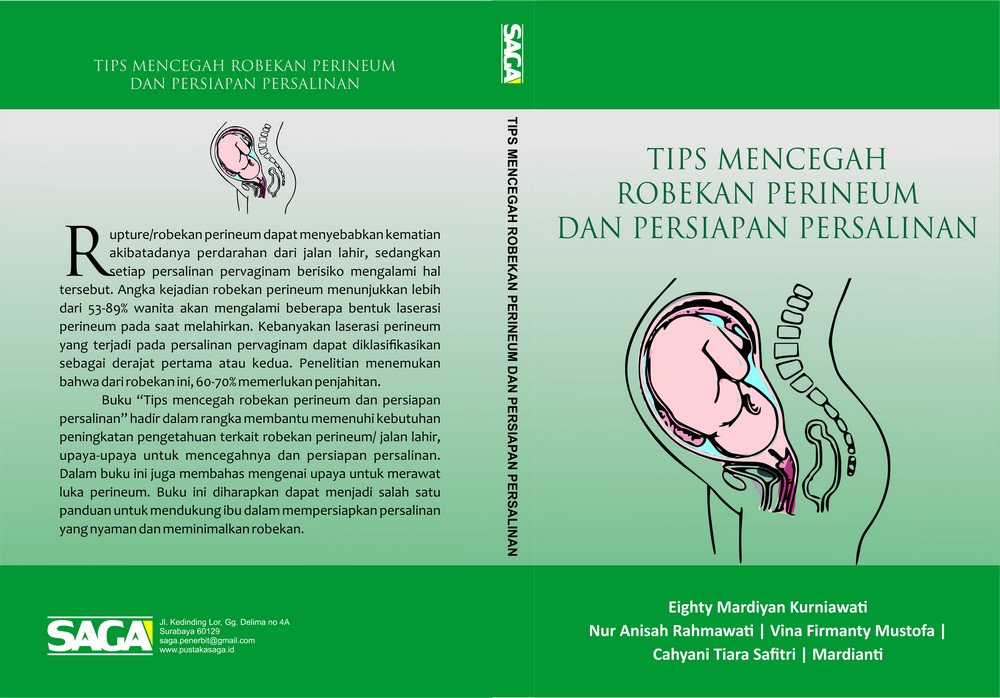 TIPS MENCEGAH ROBEKAN PERINEUM
DAN PERSIAPAN PERSALINAN
Rupture/robekan perineum dapat menyebabkan kematian
akibatadanya perdarahan dari jalan lahir, sedangkan
setiap persalinan pervaginam berisiko mengalami hal
tersebut. Angka kejadian robekan perineum menunjukkan lebih
dari 53-89% wanita akan mengalami beberapa bentuk laserasi
perineum pada saat melahirkan. Kebanyakan laserasi perineum
yang terjadi pada persalinan pervaginam dapat diklasifikasikan
sebagai derajat pertama atau kedua. Penelitian menemukan
bahwa dari robekan ini, 60-70% memerlukan penjahitan.
Buku “Tips mencegah robekan perineum dan persiapan
persalinan” hadir dalam rangka membantu memenuhi kebutuhan
peningkatan pengetahuan terkait robekan perineum/ jalan lahir,
upaya-upaya untuk mencegahnya dan persiapan persalinan.
Dalam buku ini juga membahas mengenai upaya untuk merawat
luka perineum. Buku ini diharapkan dapat menjadi salah satu
panduan untuk mendukung ibu dalam mempersiapkan persalinan
yang nyaman dan meminimalkan robekan.
SAGA
Jl. Kedinding Lor, Gg. Delima no 4A
Surabaya 60129
saga.penerbit@gmail.com
www.pustakasaga.id
SAGA
TIPS MENCEGAH ROBEKAN PERINEUM DAN PERSIAPAN PERSALINAN
TIPS MENCEGAH
ROBEKAN PERINEUM
DAN PERSIAPAN PERSALINAN
Eighty Mardiyan Kurniawati
Nur Anisah Rahmawati | Vina Firmanty Mustofa |
Cahyani Tiara Safitri | Mardianti